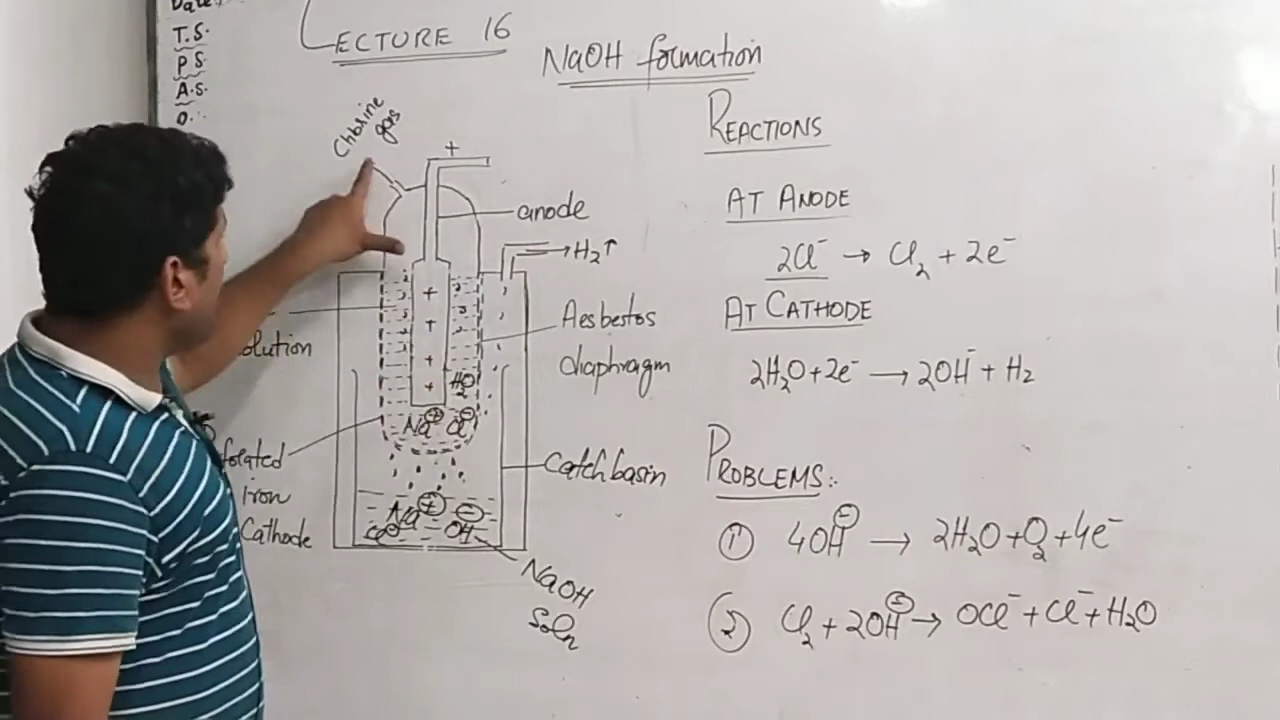 Date:
T.S.
P.S.
A.S.
O.
LECTURE 16
NaOH formation
Chlorine
gas
+
anode
H₂↑
olution
Aesbestos
diaphragm
+
+
+
+
H₂O
Na⊕ Cl⊖
forated
iron
Cathode
Catch basin
Na⊕ ⊖
OH
NaOH
Soln
REACTIONS
AT ANODE
2Cl⁻ → Cl₂ + 2e⁻
AT CATHODE
2H₂O + 2e⁻ → 2OH⁻ + H₂
PROBLEMS:
① 4OH⊖ → 2H₂O + O₂ + 4e⁻
② Cl₂ + 2OH⊖ → OCl⁻ + Cl⁻ + H₂O